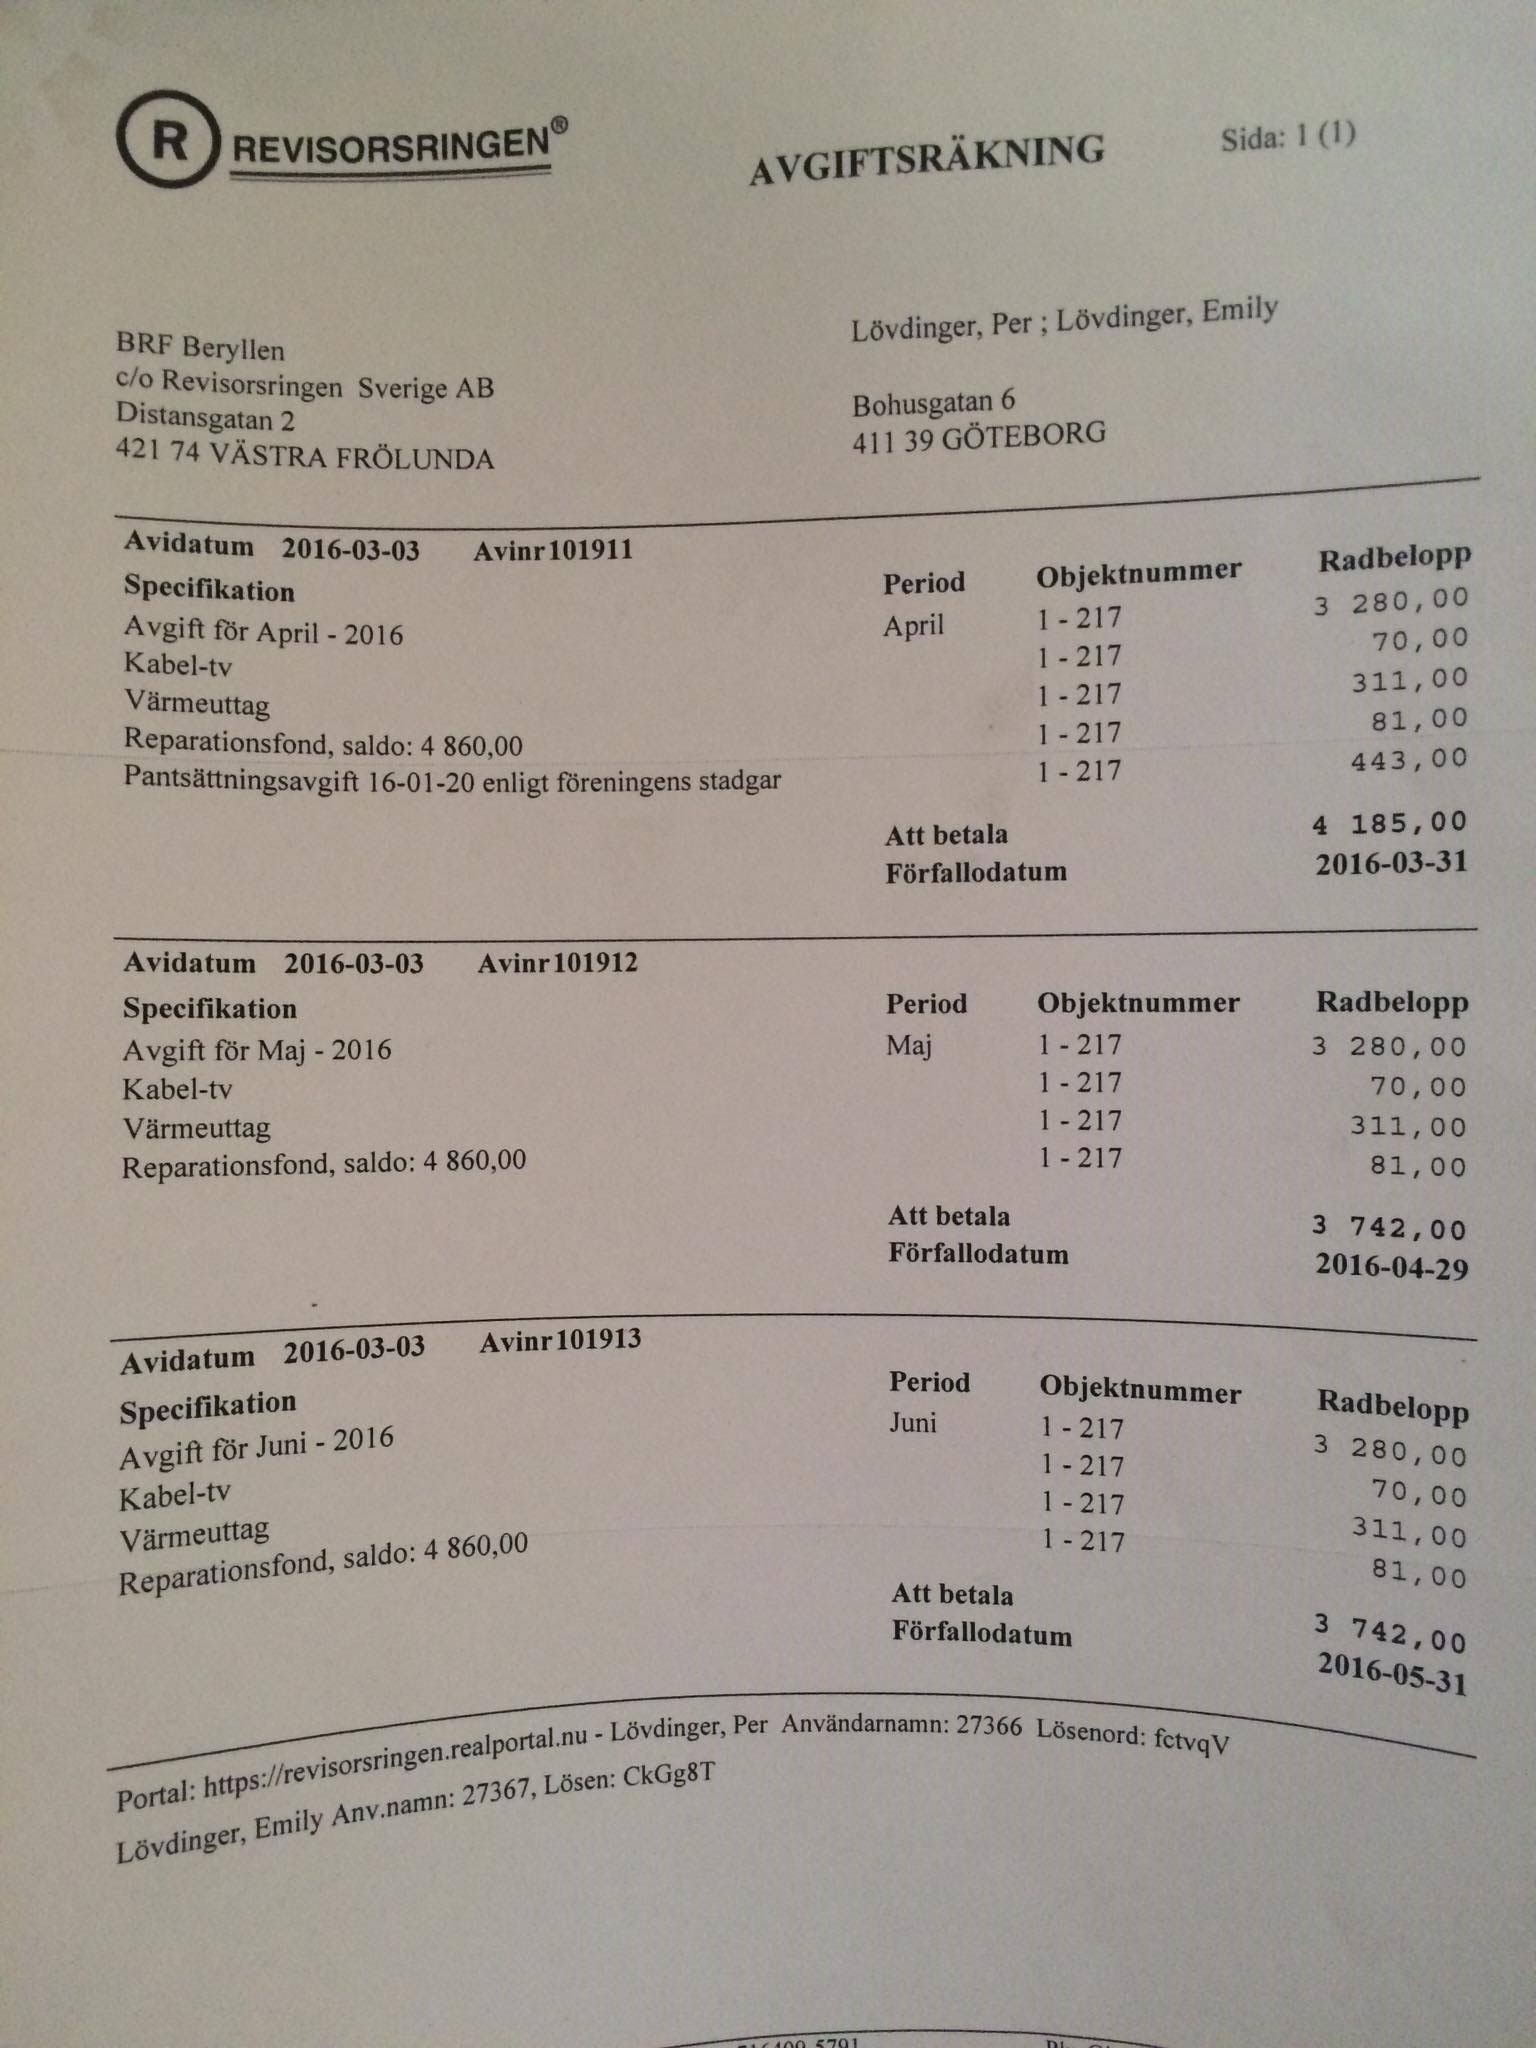 R REVISORSRINGEN®
AVGIFTSRÄKNING
Sida: 1 (1)
BRF Beryllen
c/o Revisorsringen Sverige AB
Distansgatan 2
421 74 VÄSTRA FRÖLUNDA
Lövdinger, Per ; Lövdinger, Emily
Bohusgatan 6
411 39 GÖTEBORG
Avidatum 2016-03-03 Avinr 101911
Specifikation Period Objektnummer Radbelopp
Avgift för April - 2016 April 1 - 217 3 280,00
Kabel-tv 1 - 217 70,00
Värmeuttag 1 - 217 311,00
Reparationsfond, saldo: 4 860,00 1 - 217 81,00
Pantsättningsavgift 16-01-20 enligt föreningens stadgar 1 - 217 443,00
Att betala 4 185,00
Förfallodatum 2016-03-31
Avidatum 2016-03-03 Avinr 101912
Specifikation Period Objektnummer Radbelopp
Avgift för Maj - 2016 Maj 1 - 217 3 280,00
Kabel-tv 1 - 217 70,00
Värmeuttag 1 - 217 311,00
Reparationsfond, saldo: 4 860,00 1 - 217 81,00
Att betala 3 742,00
Förfallodatum 2016-04-29
Avidatum 2016-03-03 Avinr 101913
Specifikation Period Objektnummer Radbelopp
Avgift för Juni - 2016 Juni 1 - 217 3 280,00
Kabel-tv 1 - 217 70,00
Värmeuttag 1 - 217 311,00
Reparationsfond, saldo: 4 860,00 1 - 217 81,00
Att betala 3 742,00
Förfallodatum 2016-05-31
Portal: https://revisorsringen.realportal.nu - Lövdinger, Per Användarnamn: 27366 Lösenord: fctvqV
Lövdinger, Emily Anv.namn: 27367, Lösen: CkGg8T